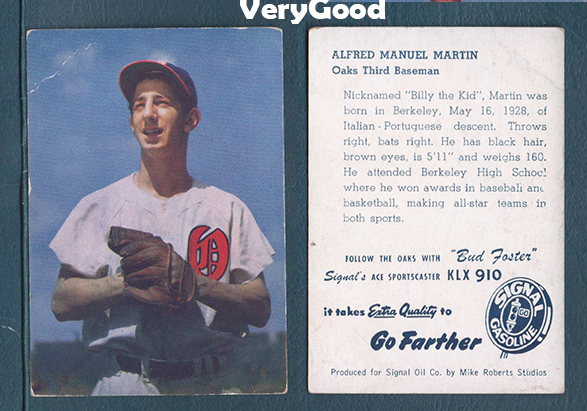 VeryGood
ALFRED MANUEL MARTIN
Oaks Third Baseman
Nicknamed "Billy the Kid", Martin was
born in Berkeley, May 16, 1928, of
Italian-Portuguese descent. Throws
right, bats right. He has black hair,
brown eyes, is 5'11" and weighs 160.
He attended Berkeley High School
where he won awards in baseball and
basketball, making all-star teams in
both sports.
FOLLOW THE OAKS WITH "Bud Foster"
Signal's ACE SPORTSCASTER KLX 910
it takes Extra Quality to
Go Farther
SIGNAL
GO
GASOLINE
Produced for Signal Oil Co. by Mike Roberts Studios
O